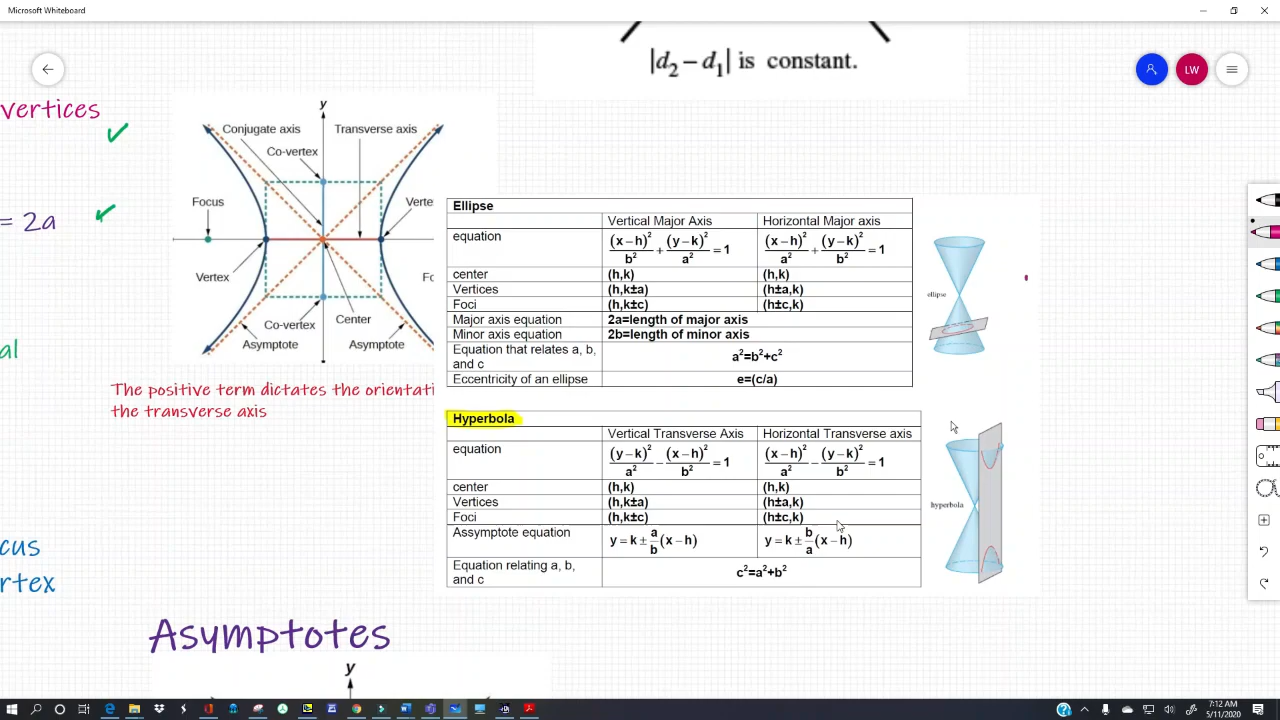 Microsoft Whiteboard
|d₂ − d₁| is constant.
LW
vertices
= 2a
al
cus
rtex
y
Conjugate axis
Transverse axis
Co-vertex
Focus
Verte
Vertex
Fc
Co-vertex
Center
Asymptote
Asymptote
The positive term dictates the orientati
the transverse axis
Ellipse
Vertical Major Axis Horizontal Major axis
equation (x−h)²/b² + (y−k)²/a² = 1 (x−h)²/a² + (y−k)²/b² = 1
center (h,k) (h,k)
Vertices (h,k±a) (h±a,k)
Foci (h,k±c) (h±c,k)
Major axis equation 2a=length of major axis
Minor axis equation 2b=length of minor axis
Equation that relates a, b,
and c a²=b²+c²
Eccentricity of an ellipse e=(c/a)
ellipse
Hyperbola
Vertical Transverse Axis Horizontal Transverse axis
equation (y−k)²/a² − (x−h)²/b² = 1 (x−h)²/a² − (y−k)²/b² = 1
center (h,k) (h,k)
Vertices (h,k±a) (h±a,k)
Foci (h,k±c) (h±c,k)
Assymptote equation y = k ± a/b (x − h) y = k ± b/a (x − h)
Equation relating a, b,
and c c²=a²+b²
hyperbola
Asymptotes
y
7:12 AM
5/11/2020